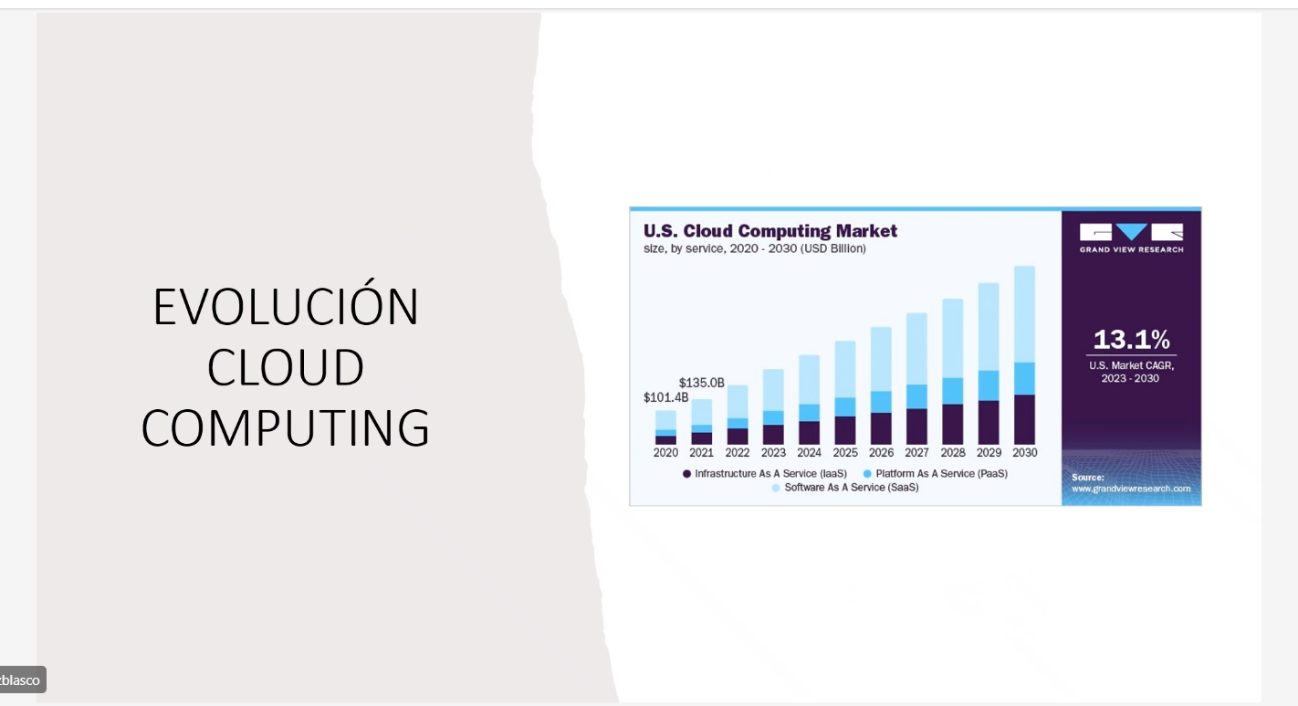 EVOLUCIÓN
CLOUD
COMPUTING
U.S. Cloud Computing Market
size, by service, 2020 - 2030 (USD Billion)
$101.4B
$135.0B
2020 2021 2022 2023 2024 2025 2026 2027 2028 2029 2030
Infrastructure As A Service (IaaS) Platform As A Service (PaaS)
Software As A Service (SaaS)
GRAND VIEW RESEARCH
13.1%
U.S. Market CAGR,
2023 - 2030
Source:
www.grandviewresearch.com
zblasco